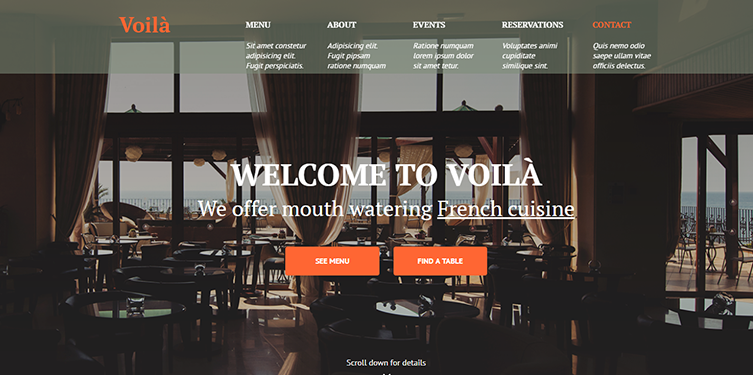 Voilà
MENU
Sit amet constetur
adipisicing elit.
Fugit perspiciatis.
ABOUT
Adipisicing elit.
Fugit pipsam
ratione numquam
EVENTS
Ratione numquam
lorem ipsum dolor
sit amet tetur.
RESERVATIONS
Voluptates animi
cupiditate
similique sint.
CONTACT
Quis nemo odio
saepe ullam vitae
officiis delectus.
WELCOME TO VOILÀ
We offer mouth watering French cuisine
SEE MENU
FIND A TABLE
Scroll down for details